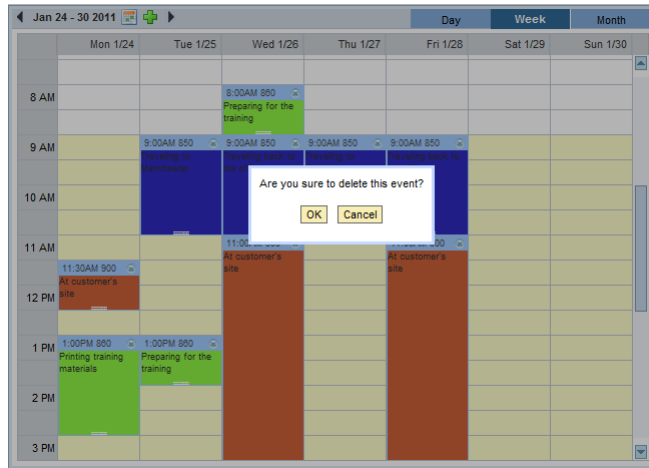 Jan 24 - 30 2011
Day Week Month
Mon 1/24 Tue 1/25 Wed 1/26 Thu 1/27 Fri 1/28 Sat 1/29 Sun 1/30
8 AM
8:00AM 860
Preparing for the
training
9 AM
9:00AM 850 9:00AM 850 9:00AM 850 9:00AM 850
Are you sure to delete this event?
10 AM
OK Cancel
11 AM
At customer's At customer's
site site
11:30AM 900
At customer's
site
12 PM
1 PM
1:00PM 860 1:00PM 860
Printing training Preparing for the
materials training
2 PM
3 PM